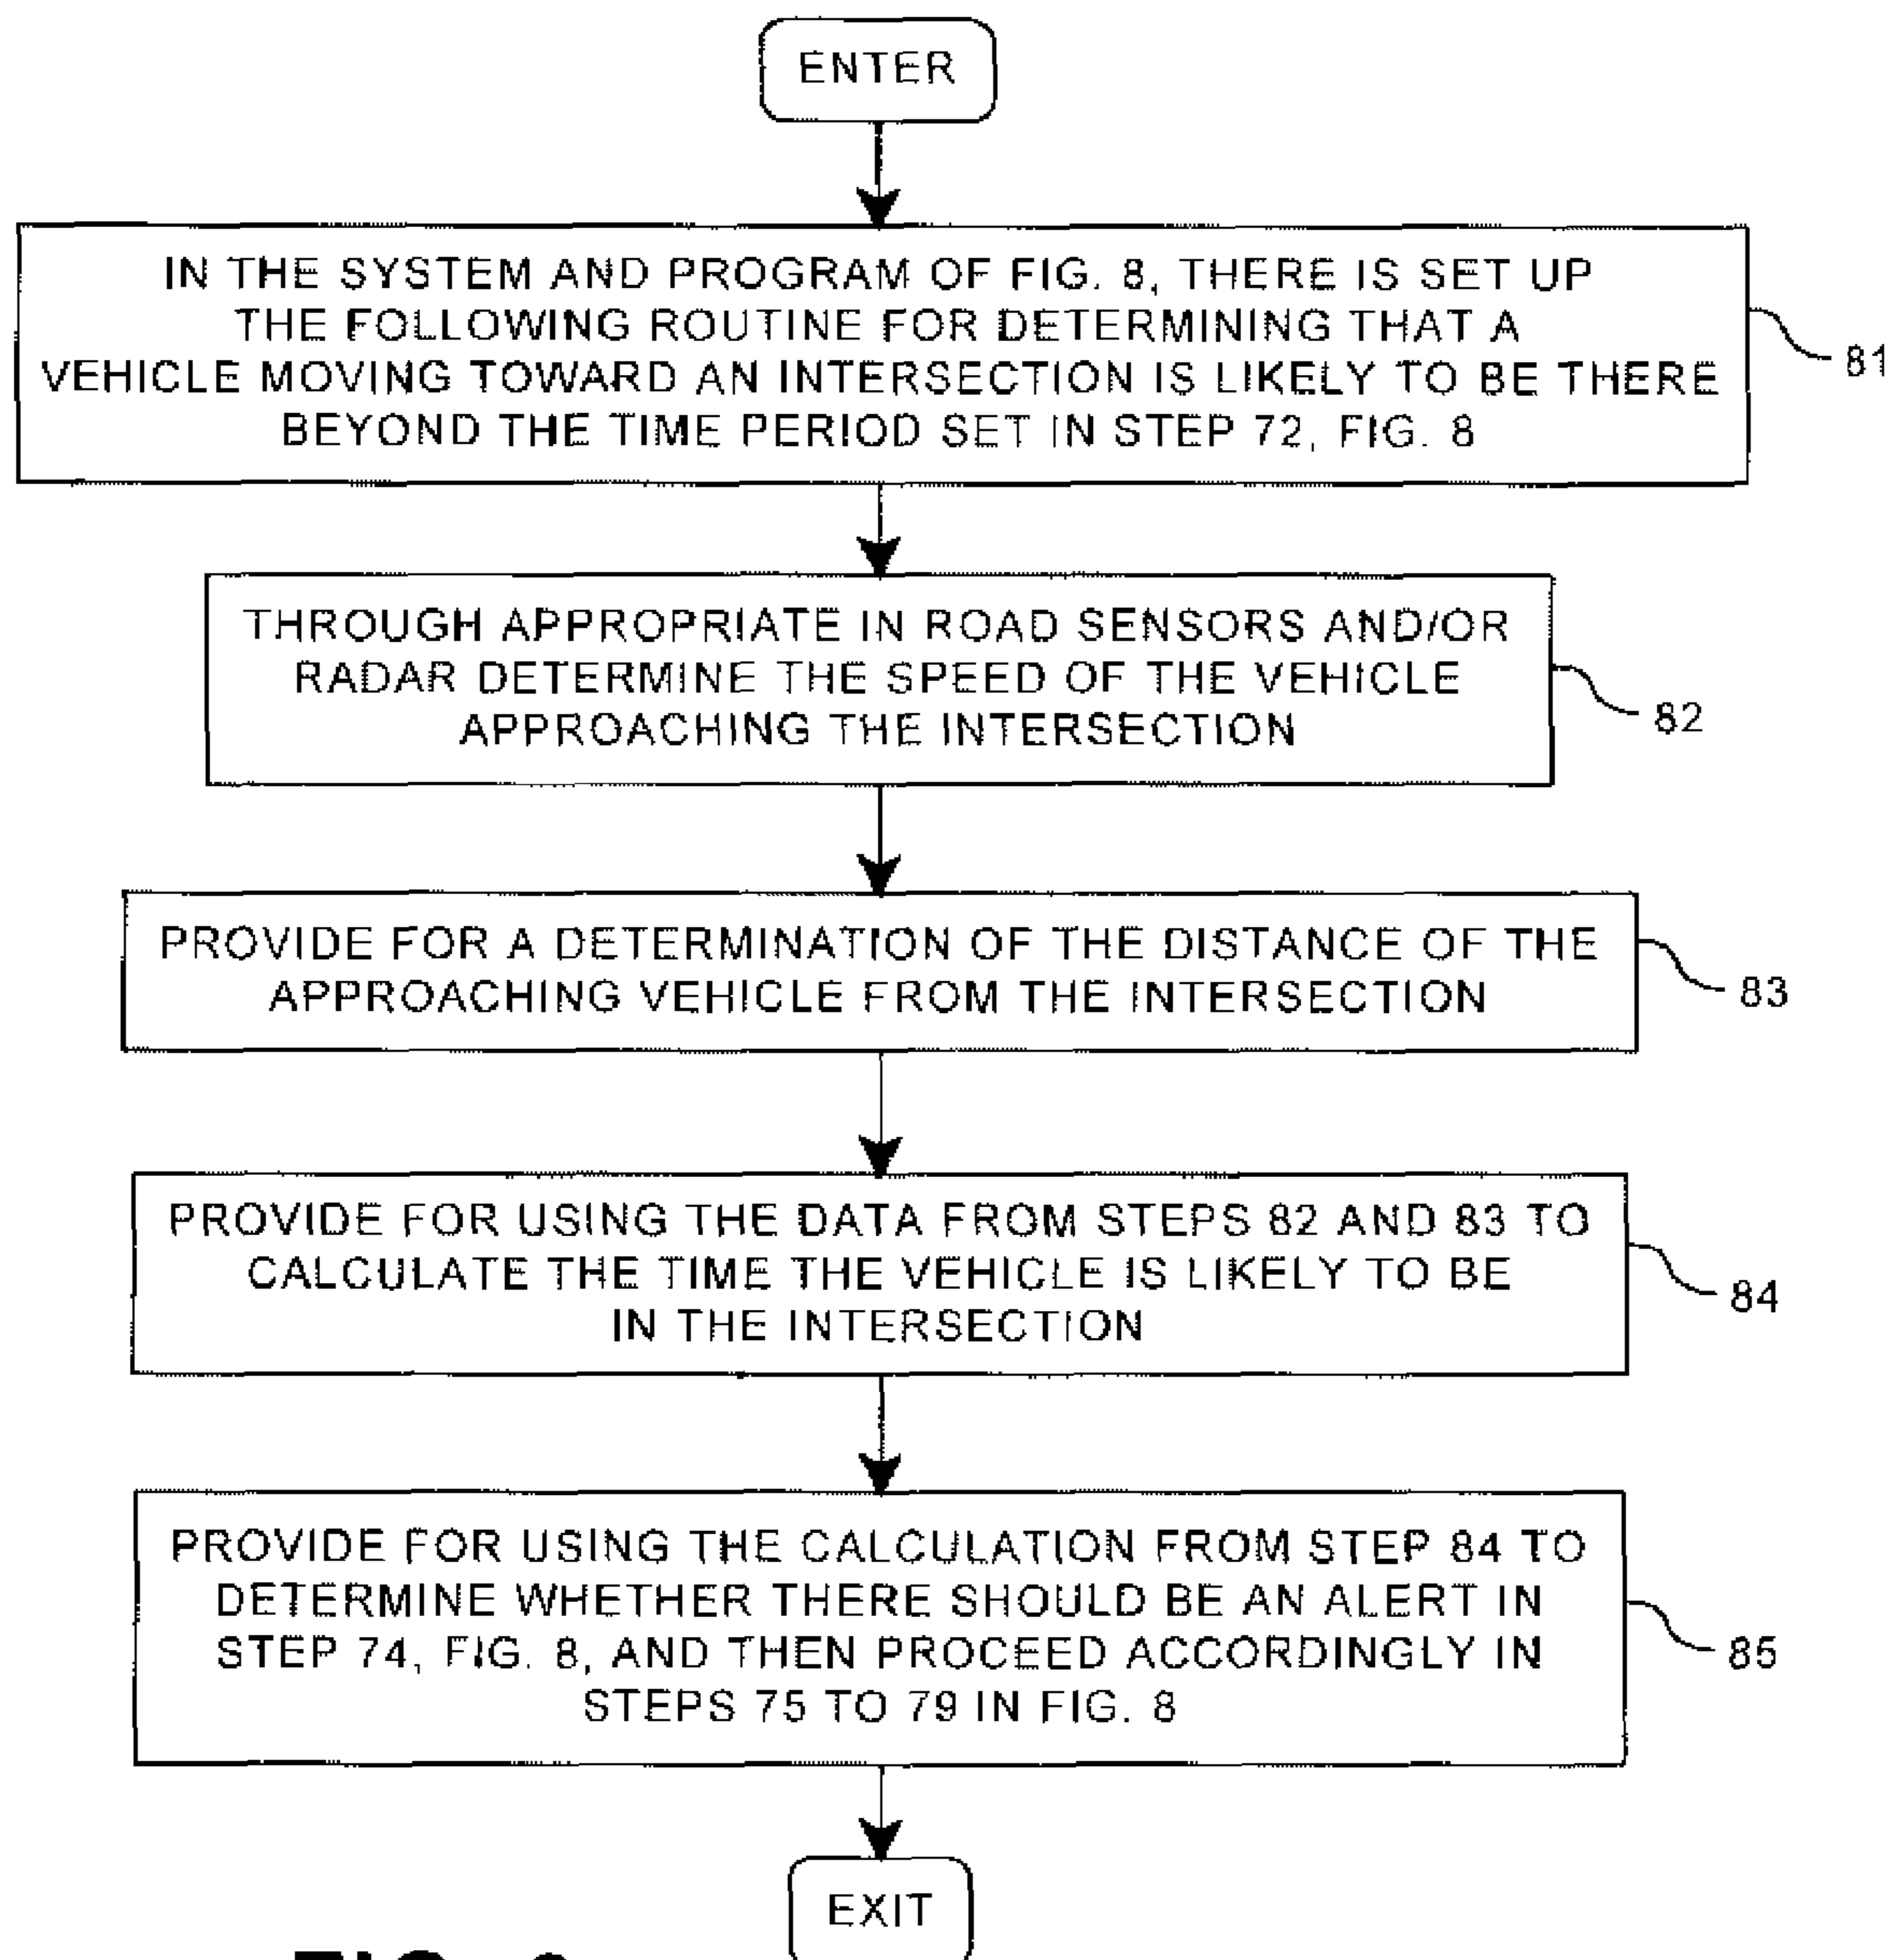 ENTER
IN THE SYSTEM AND PROGRAM OF FIG. 8, THERE IS SET UP
THE FOLLOWING ROUTINE FOR DETERMINING THAT A
VEHICLE MOVING TOWARD AN INTERSECTION IS LIKELY TO BE THERE
BEYOND THE TIME PERIOD SET IN STEP 72, FIG. 8
81
THROUGH APPROPRIATE IN ROAD SENSORS AND/OR
RADAR DETERMINE THE SPEED OF THE VEHICLE
APPROACHING THE INTERSECTION
82
PROVIDE FOR A DETERMINATION OF THE DISTANCE OF THE
APPROACHING VEHICLE FROM THE INTERSECTION
83
PROVIDE FOR USING THE DATA FROM STEPS 82 AND 83 TO
CALCULATE THE TIME THE VEHICLE IS LIKELY TO BE
IN THE INTERSECTION
84
PROVIDE FOR USING THE CALCULATION FROM STEP 84 TO
DETERMINE WHETHER THERE SHOULD BE AN ALERT IN
STEP 74, FIG. 8, AND THEN PROCEED ACCORDINGLY IN
STEPS 75 TO 79 IN FIG. 8
85
EXIT